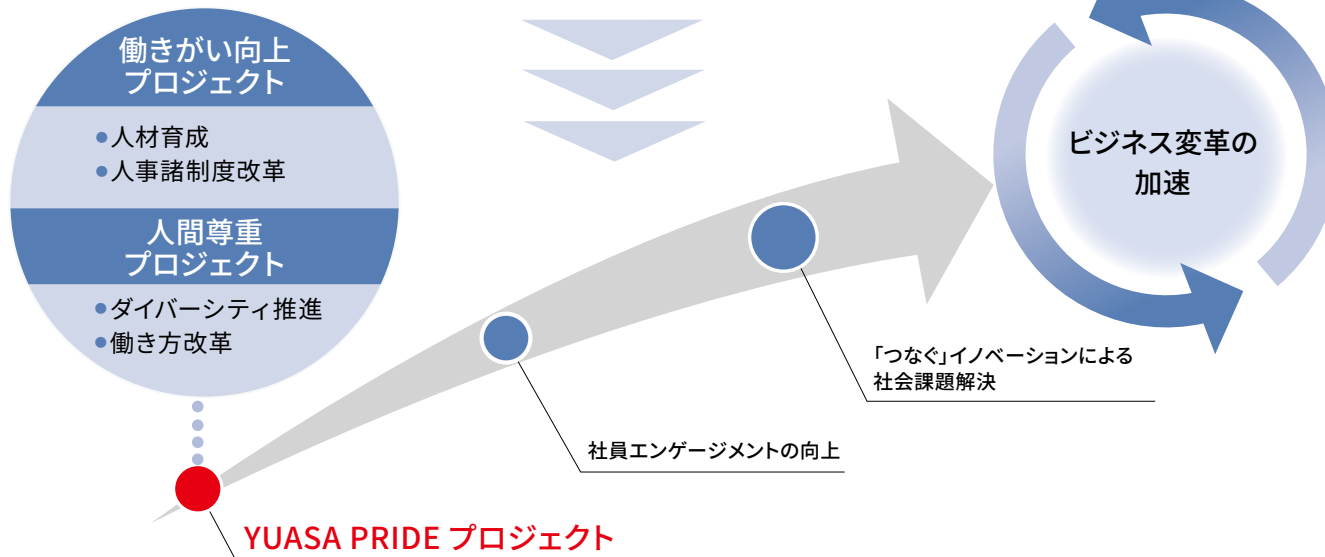 働きがい向上
プロジェクト
●人材育成
●人事諸制度改革
人間尊重
プロジェクト
●ダイバーシティ推進
●働き方改革
ビジネス変革の
加速
「つなぐ」イノベーションによる
社会課題解決
社員エンゲージメントの向上
YUASA PRIDE プロジェクト